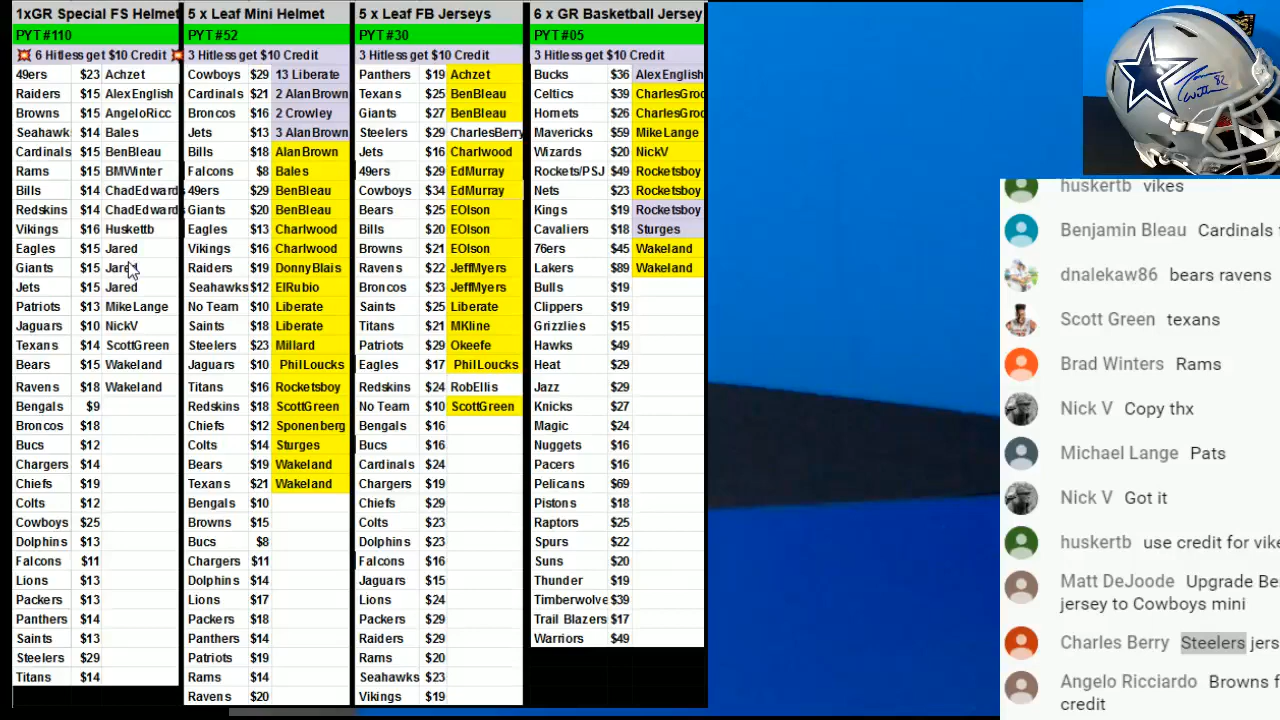 1xGR Special FS Helmet
PYT #110
6 Hitless get $10 Credit
49ers $23 Achzet
Raiders $15 AlexEnglish
Browns $15 AngeloRicc
Seahawk $14 Bales
Cardinals $15 BenBleau
Rams $15 BMWinter
Bills $14 ChadEdwards
Redskins $14 ChadEdwards
Vikings $16 Huskettb
Eagles $15 Jared
Giants $15 Jared
Jets $15 Jared
Patriots $13 MikeLange
Jaguars $10 NickV
Texans $14 ScottGreen
Bears $15 Wakeland
Ravens $18 Wakeland
Bengals $9
Broncos $18
Bucs $12
Chargers $14
Chiefs $19
Colts $12
Cowboys $25
Dolphins $13
Falcons $11
Lions $13
Packers $13
Panthers $14
Saints $13
Steelers $29
Titans $14
5 x Leaf Mini Helmet
PYT #52
3 Hitless get $10 Credit
Cowboys $29 13 Liberate
Cardinals $21 2 AlanBrown
Broncos $16 2 Crowley
Jets $13 3 AlanBrown
Bills $18 AlanBrown
Falcons $8 Bales
49ers $29 BenBleau
Giants $20 BenBleau
Eagles $13 Charlwood
Vikings $16 Charlwood
Raiders $19 DonnyBlais
Seahawks $12 ElRubio
No Team $10 Liberate
Saints $18 Liberate
Steelers $23 Millard
Jaguars $10 PhilLoucks
Titans $16 Rocketsboy
Redskins $18 ScottGreen
Chiefs $12 Sponenberg
Colts $14 Sturges
Bears $19 Wakeland
Texans $21 Wakeland
Bengals $10
Browns $15
Bucs $8
Chargers $11
Dolphins $14
Lions $17
Packers $18
Panthers $14
Patriots $19
Rams $14
Ravens $20
5 x Leaf FB Jerseys
PYT #30
3 Hitless get $10 Credit
Panthers $19 Achzet
Texans $25 BenBleau
Giants $27 BenBleau
Steelers $29 CharlesBerry
Jets $16 Charlwood
49ers $29 EdMurray
Cowboys $34 EdMurray
Bears $25 EOlson
Bills $20 EOlson
Browns $21 EOlson
Ravens $22 JeffMyers
Broncos $23 JeffMyers
Saints $25 Liberate
Titans $21 MKline
Patriots $29 Okeefe
Eagles $17 PhilLoucks
Redskins $24 RobEllis
No Team $10 ScottGreen
Bengals $16
Bucs $16
Cardinals $24
Chargers $19
Chiefs $29
Colts $23
Dolphins $23
Falcons $16
Jaguars $15
Lions $24
Packers $29
Raiders $29
Rams $20
Seahawks $23
Vikings $19
6 x GR Basketball Jersey
PYT #05
3 Hitless get $10 Credit
Bucks $36 AlexEnglish
Celtics $39 CharlesGroc
Hornets $26 CharlesGroc
Mavericks $59 MikeLange
Wizards $20 NickV
Rockets/PSJ $49 Rocketsboy
Nets $23 Rocketsboy
Kings $19 Rocketsboy
Cavaliers $18 Sturges
76ers $45 Wakeland
Lakers $89 Wakeland
Bulls $19
Clippers $19
Grizzlies $15
Hawks $49
Heat $29
Jazz $29
Knicks $27
Magic $24
Nuggets $16
Pacers $16
Pelicans $69
Pistons $18
Raptors $25
Spurs $22
Suns $20
Thunder $19
Timberwolve $39
Trail Blazers $17
Warriors $49
huskertb vikes
Benjamin Bleau Cardinals f
dnalekaw86 bears ravens
Scott Green texans
Brad Winters Rams
Nick V Copy thx
Michael Lange Pats
Nick V Got it
huskertb use credit for vike
Matt DeJoode Upgrade Be
jersey to Cowboys mini
Charles Berry Steelers jers
Angelo Ricciardo Browns f
credit